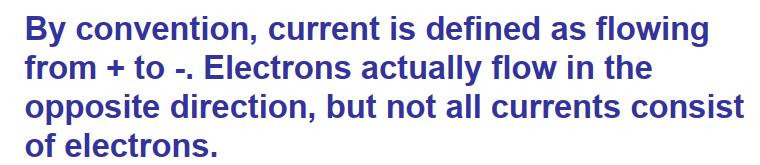 By convention, current is defined as flowing
from + to -. Electrons actually flow in the
opposite direction, but not all currents consist
of electrons.